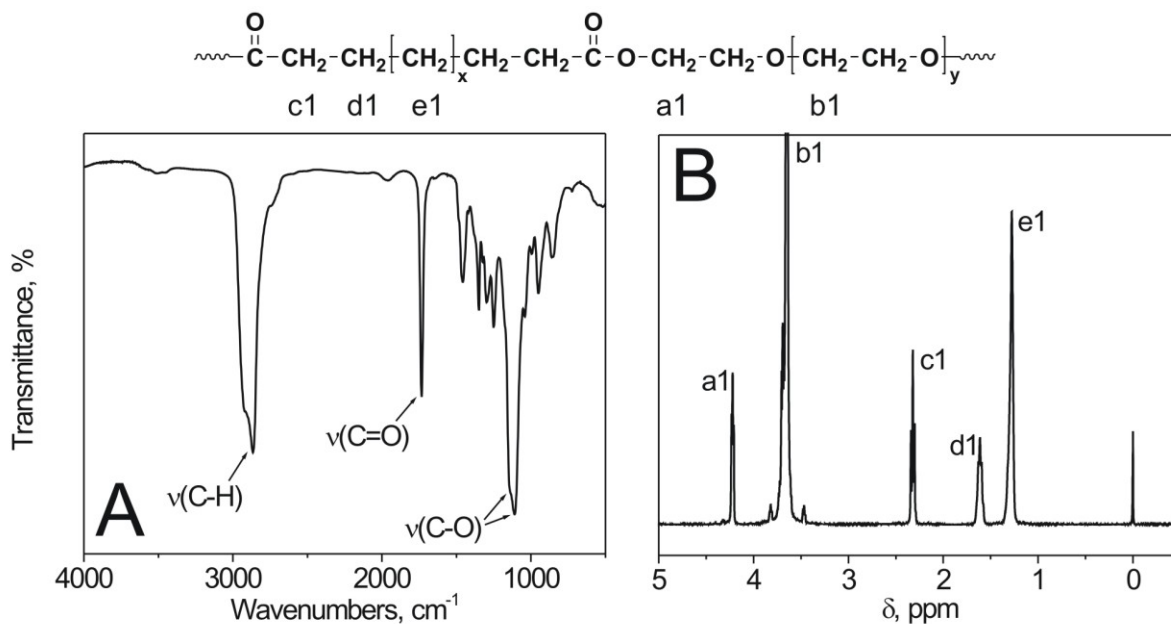 O O
C-CH2-CH2-[CH2]x-CH2-CH2-C-O-CH2-CH2-O-[CH2-CH2-O]y
c1 d1 e1 a1 b1
A
Transmittance, %
ν(C-H)
ν(C=O)
ν(C-O)
4000 3000 2000 1000
Wavenumbers, cm-1
B
b1
e1
c1
a1
d1
5 4 3 2 1 0
δ, ppm